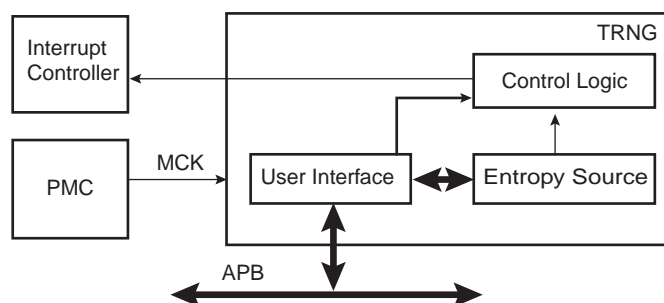 TRNG
Interrupt
Controller
Control Logic
MCK
PMC
User Interface
Entropy Source
APB